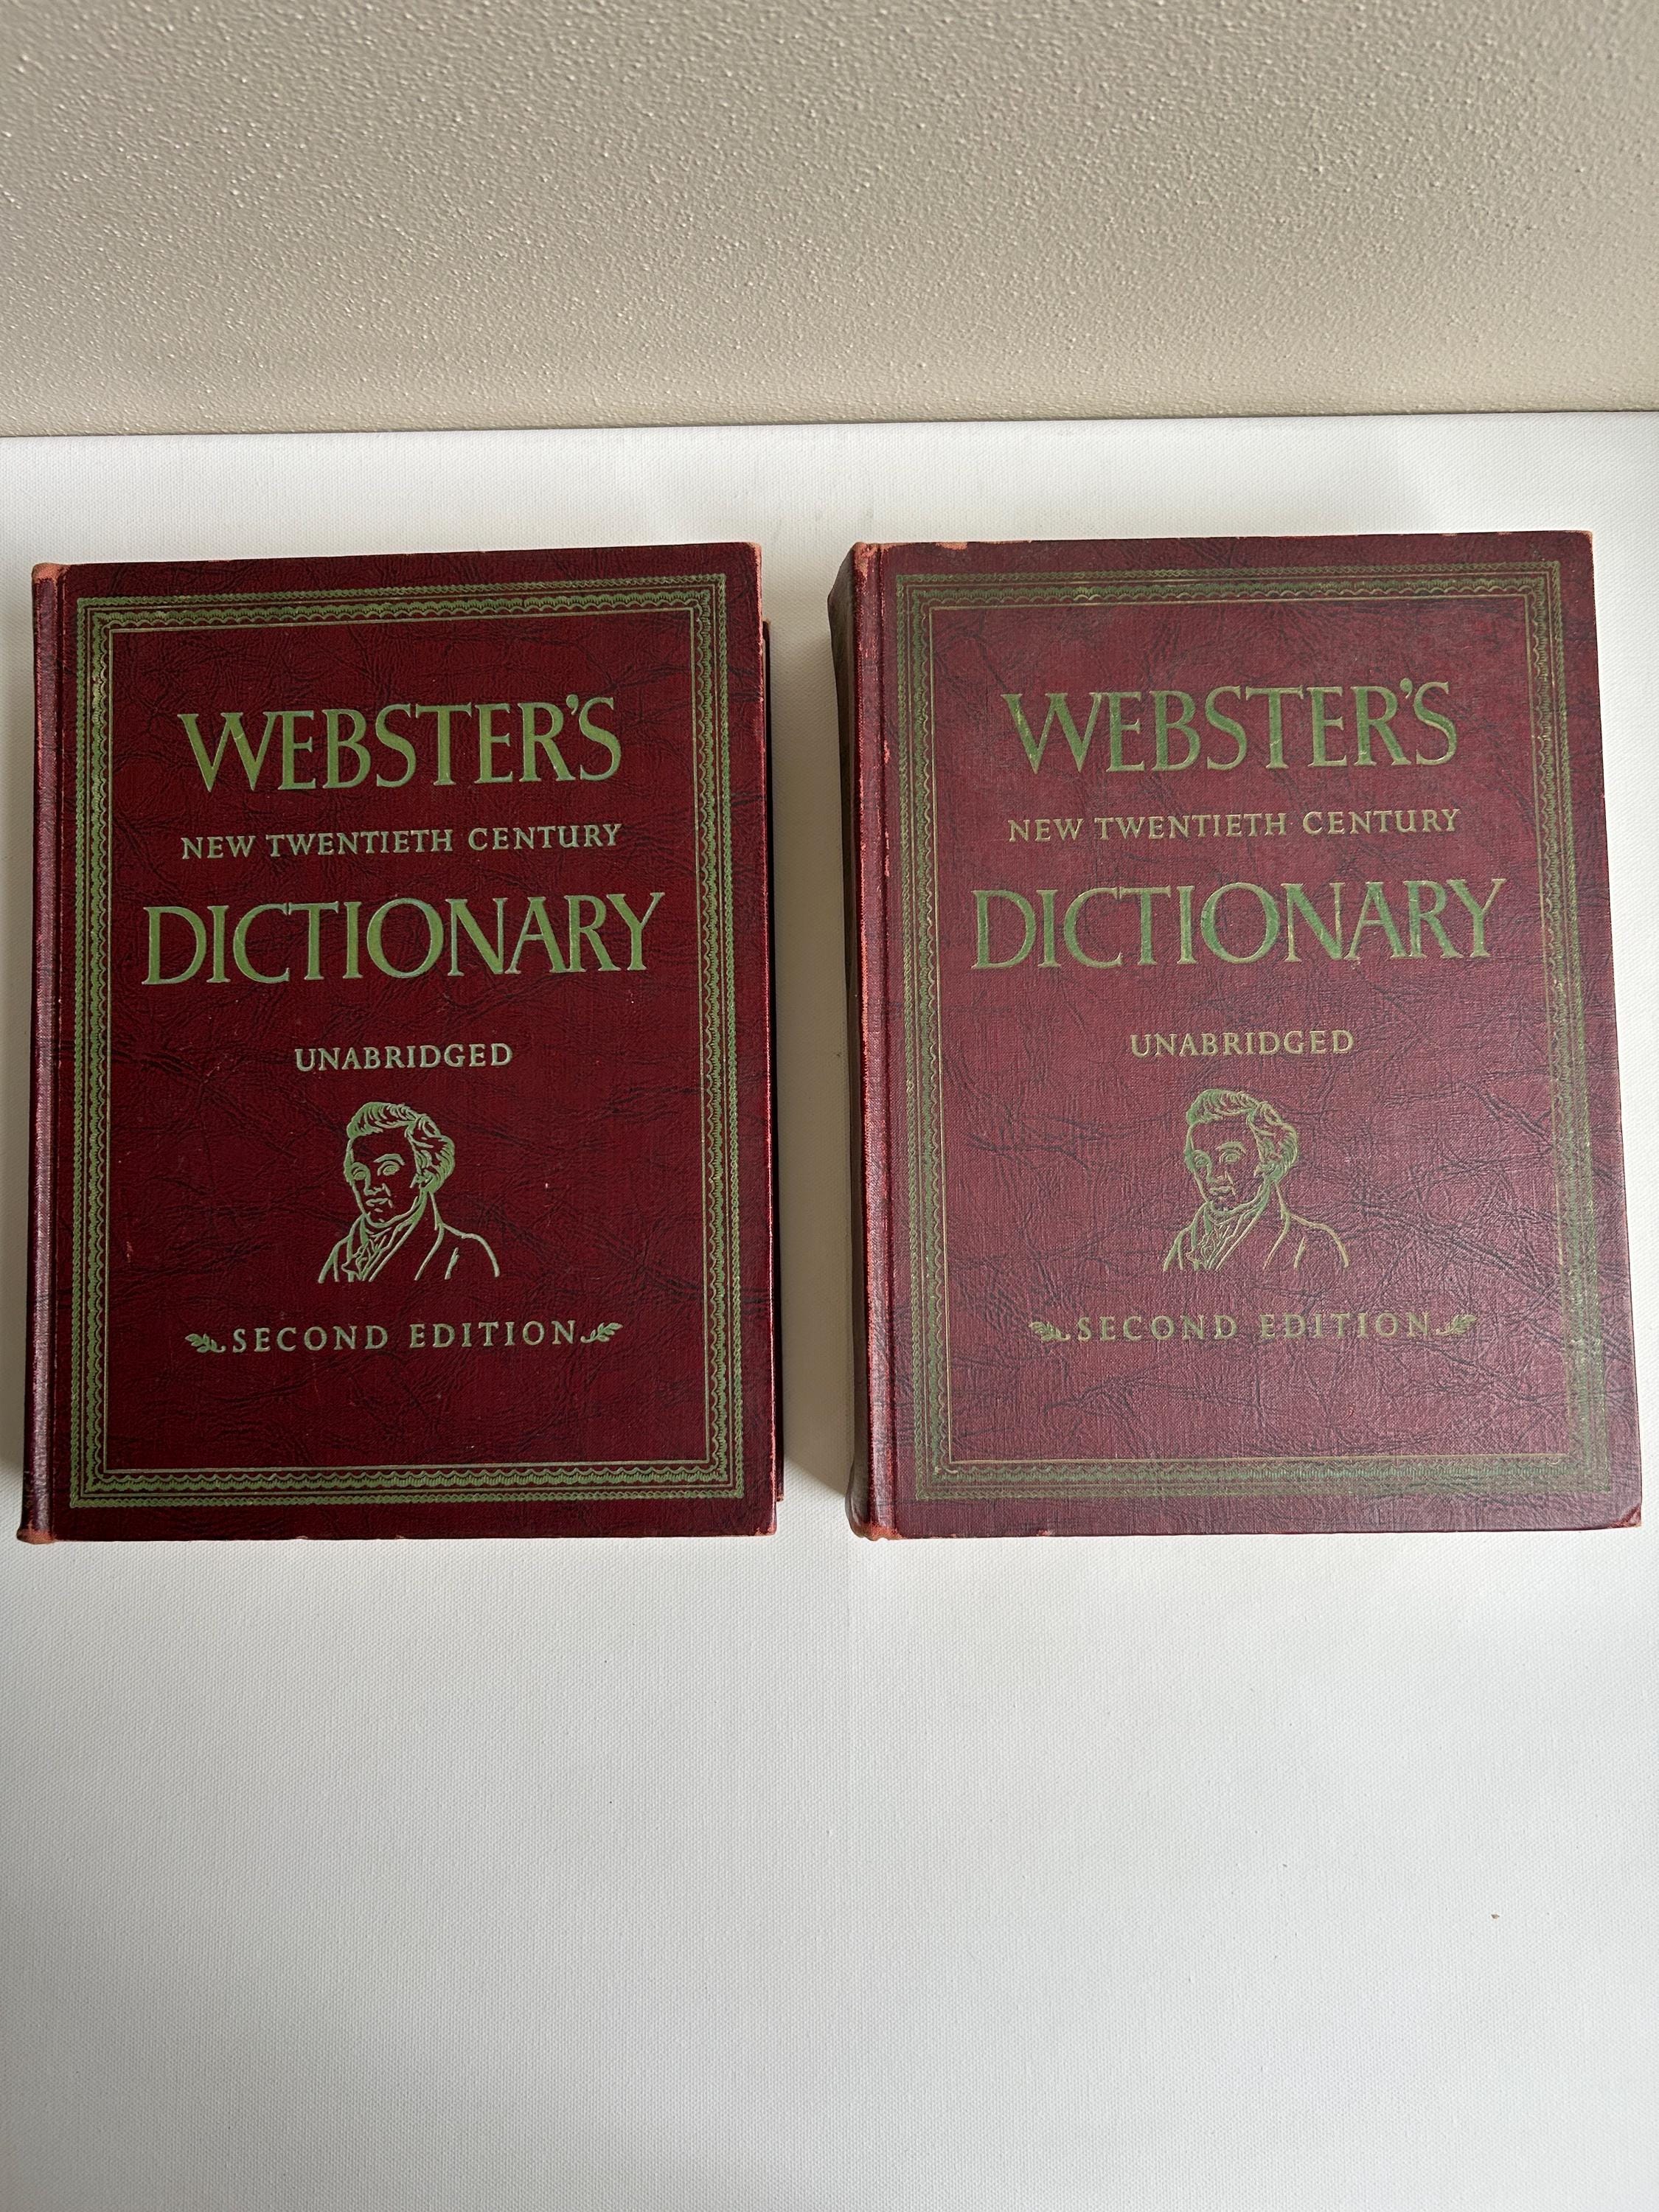 WEBSTER'S
NEW TWENTIETH CENTURY
DICTIONARY
UNABRIDGED
SECOND EDITION
WEBSTER'S
NEW TWENTIETH CENTURY
DICTIONARY
UNABRIDGED
SECOND EDITION